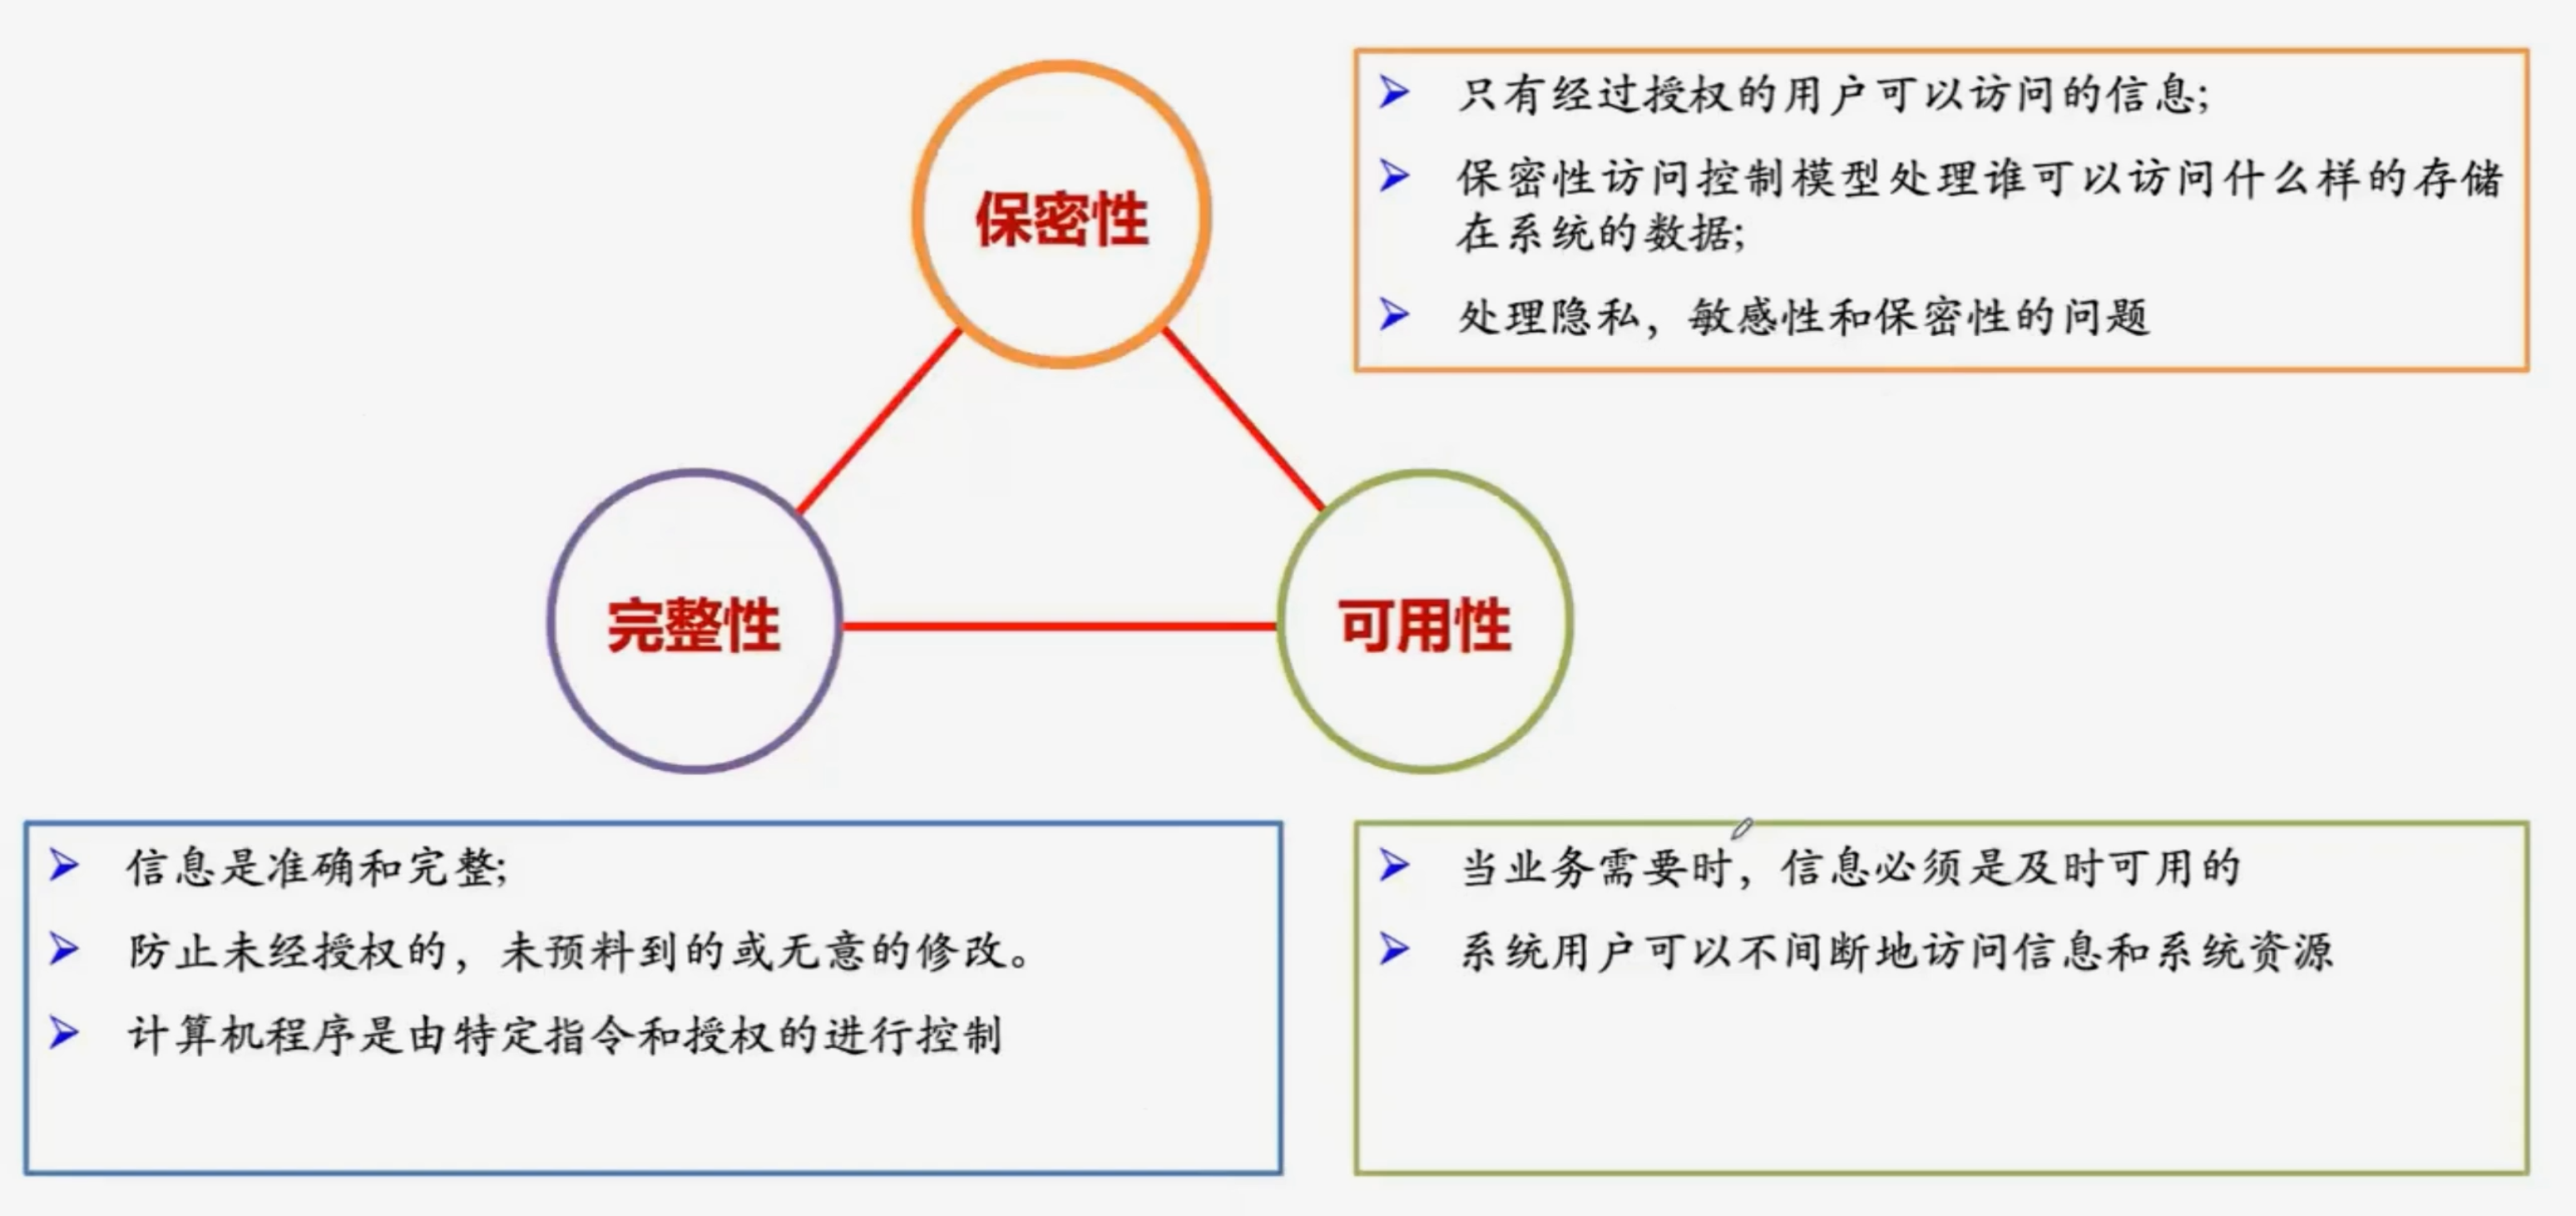 保密性
只有经过授权的用户可以访问的信息;
保密性访问控制模型处理谁可以访问什么样的存储
在系统的数据;
处理隐私，敏感性和保密性的问题
完整性
可用性
信息是准确和完整;
防止未经授权的，未预料到的或无意的修改。
计算机程序是由特定指令和授权的进行控制
当业务需要时，信息必须是及时可用的
系统用户可以不间断地访问信息和系统资源